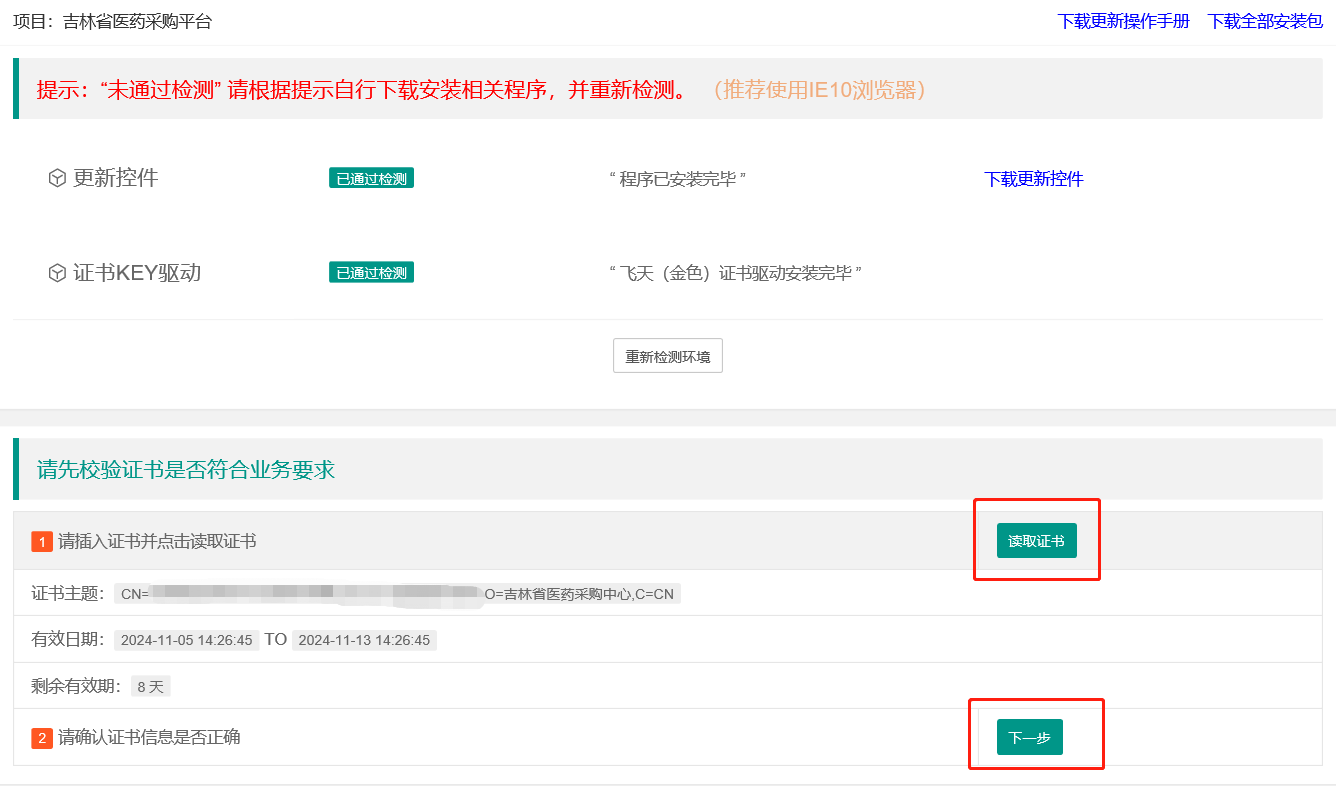 项目：吉林省医药采购平台 下载更新操作手册 下载全部安装包
提示：“未通过检测” 请根据提示自行下载安装相关程序，并重新检测。 （推荐使用IE10浏览器）
更新控件 已通过检测 “ 程序已安装完毕 ” 下载更新控件
证书KEY驱动 已通过检测 “ 飞天（金色）证书驱动安装完毕 ”
重新检测环境
请先校验证书是否符合业务要求
1 请插入证书并点击读取证书 读取证书
证书主题： CN= O=吉林省医药采购中心,C=CN
有效日期： 2024-11-05 14:26:45 TO 2024-11-13 14:26:45
剩余有效期： 8 天
2 请确认证书信息是否正确 下一步